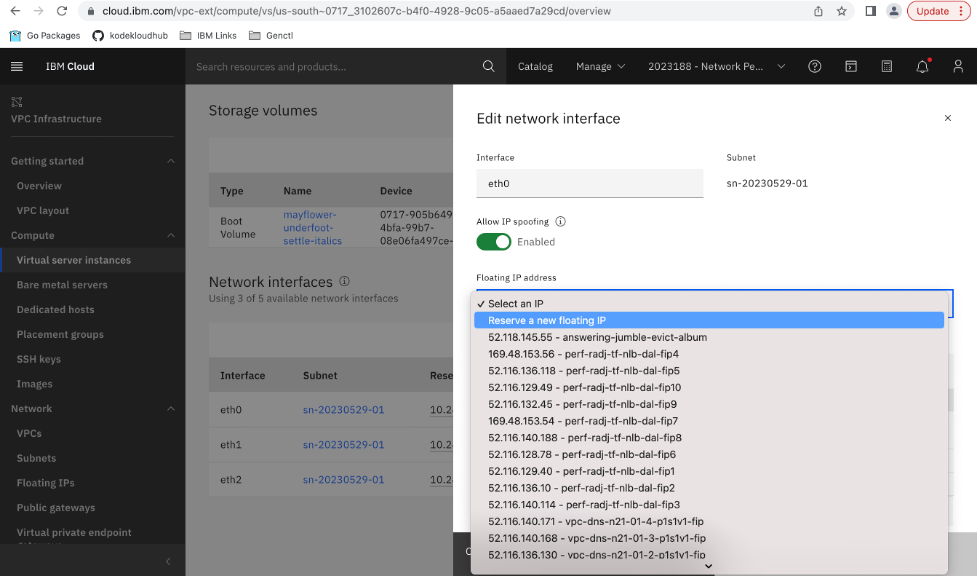 cloud.ibm.com/vpc-ext/compute/vs/us-south~0717_3102607c-b4f0-4928-9c05-a5aaed7a29cd/overview
Update
Go Packages
kodekloudhub
IBM Links
Genctl
IBM Cloud
Search resources and products...
Catalog
Manage
2023188 - Network Pe...
VPC Infrastructure
Getting started
Overview
VPC layout
Compute
Virtual server instances
Bare metal servers
Dedicated hosts
Placement groups
SSH keys
Images
Network
VPCs
Subnets
Floating IPs
Public gateways
Virtual private endpoint
Storage volumes
Type Name Device
Boot Volume
mayflower-
underfoot-
settle-italics
0717-905b649
4bfa-99b7-
08e06fa497ce-
Network interfaces
Using 3 of 5 available network interfaces
Interface Subnet Rese
eth0 sn-20230529-01 10.2
eth1 sn-20230529-01 10.2
eth2 sn-20230529-01 10.2
Edit network interface
Interface
eth0
Subnet
sn-20230529-01
Allow IP spoofing
Enabled
Floating IP address
✓ Select an IP
Reserve a new floating IP
52.118.145.55 - answering-jumble-evict-album
169.48.153.56 - perf-radj-tf-nlb-dal-fip4
52.116.136.118 - perf-radj-tf-nlb-dal-fip5
52.116.129.49 - perf-radj-tf-nlb-dal-fip10
52.116.132.45 - perf-radj-tf-nlb-dal-fip9
169.48.153.54 - perf-radj-tf-nlb-dal-fip7
52.116.140.188 - perf-radj-tf-nlb-dal-fip8
52.116.128.78 - perf-radj-tf-nlb-dal-fip6
52.116.129.40 - perf-radj-tf-nlb-dal-fip1
52.116.136.10 - perf-radj-tf-nlb-dal-fip2
52.116.140.114 - perf-radj-tf-nlb-dal-fip3
52.116.140.171 - vpc-dns-n21-01-4-p1s1v1-fip
52.116.140.168 - vpc-dns-n21-01-3-p1s1v1-fip
52.116.136.130 - vpc-dns-n21-01-2-p1s1v1-fip